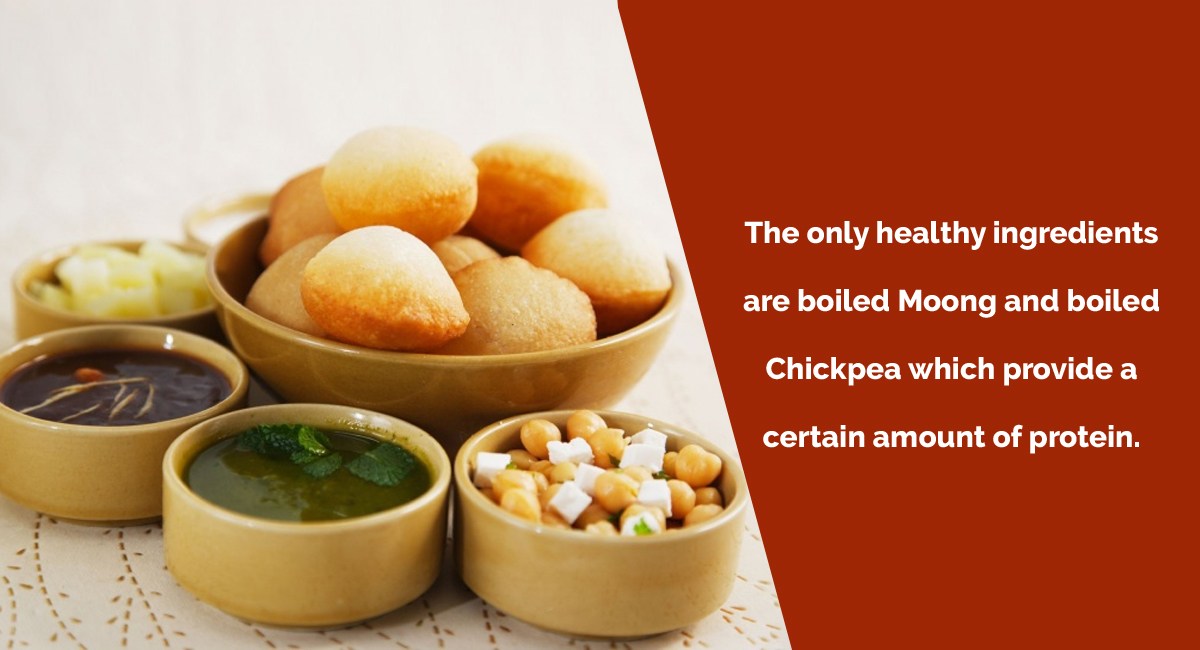 The only healthy ingredients
are boiled Moong and boiled
Chickpea which provide a
certain amount of protein.